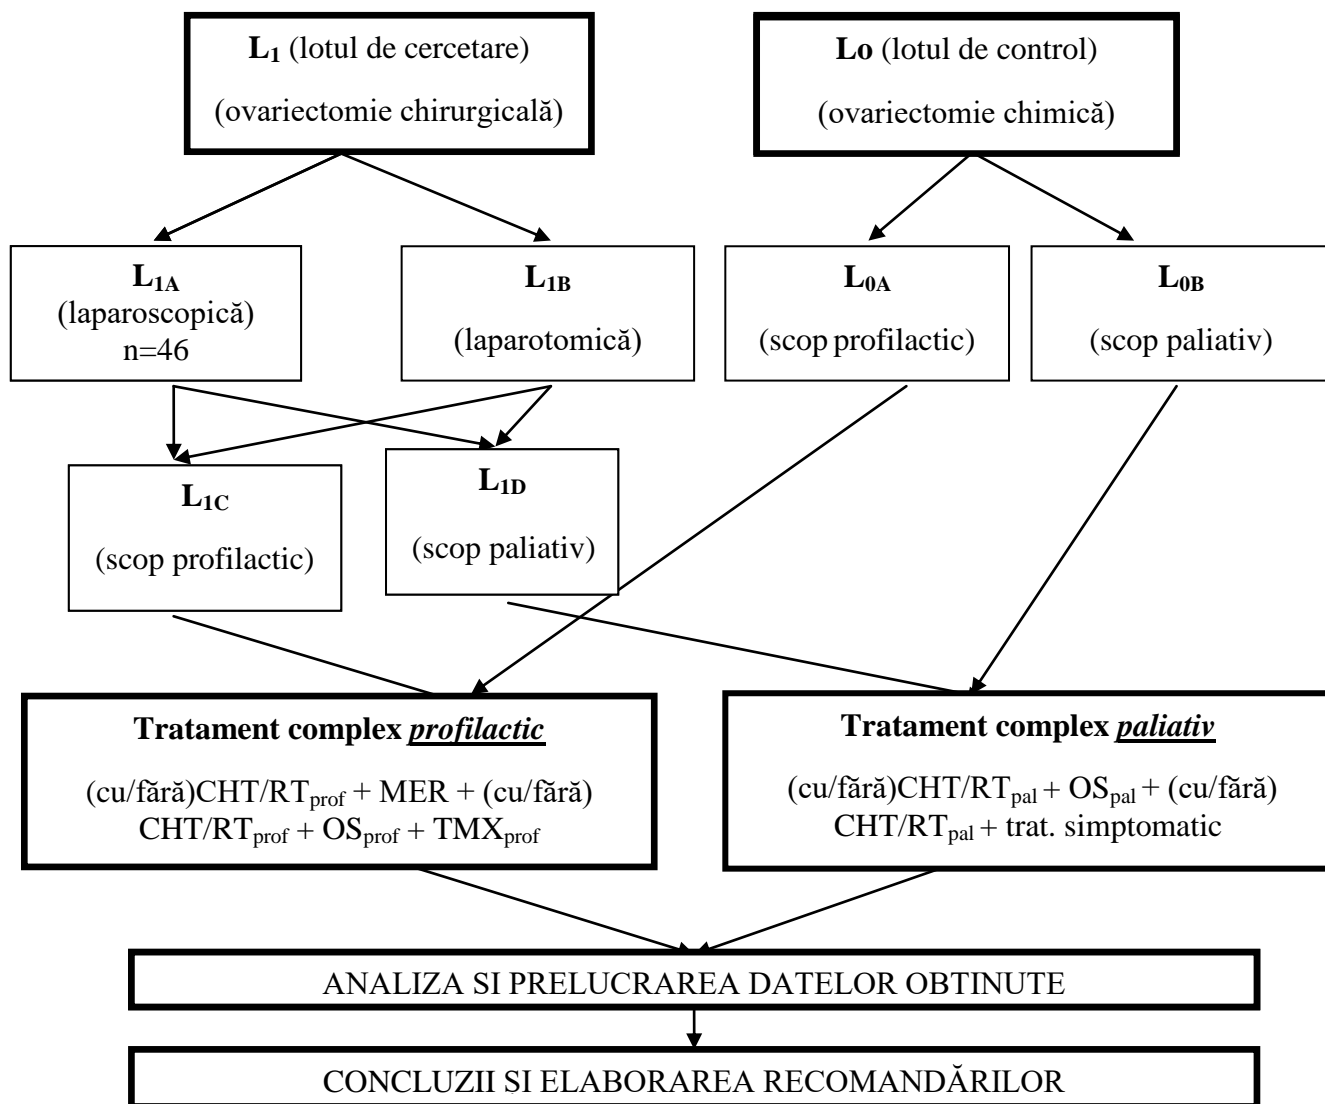 L1 (lotul de cercetare)
(ovariectomie chirurgicală)
Lo (lotul de control)
(ovariectomie chimică)
L1A
(laparoscopică)
n=46
L1B
(laparotomică)
L0A
(scop profilactic)
L0B
(scop paliativ)
L1C
(scop profilactic)
L1D
(scop paliativ)
Tratament complex profilactic
(cu/fără)CHT/RTprof + MER + (cu/fără)
CHT/RTprof + OSprof + TMXprof
Tratament complex paliativ
(cu/fără)CHT/RTpal + OSpal + (cu/fără)
CHT/RTpal + trat. simptomatic
ANALIZA SI PRELUCRAREA DATELOR OBTINUTE
CONCLUZII SI ELABORAREA RECOMANDĂRILOR